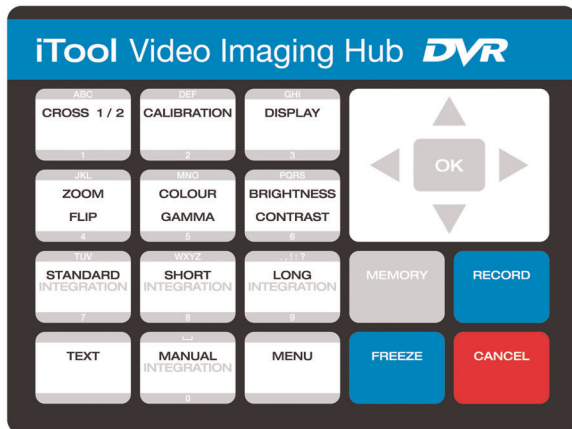 iTool Video Imaging Hub DVR
ABC
CROSS 1 / 2
1
DEF
CALIBRATION
2
GHI
DISPLAY
3
OK
JKL
ZOOM
FLIP
4
MNO
COLOUR
GAMMA
5
PQRS
BRIGHTNESS
CONTRAST
6
TUV
STANDARD
INTEGRATION
7
WXYZ
SHORT
INTEGRATION
8
. , ! : ?
LONG
INTEGRATION
9
MEMORY
RECORD
TEXT
MANUAL
INTEGRATION
0
MENU
FREEZE
CANCEL